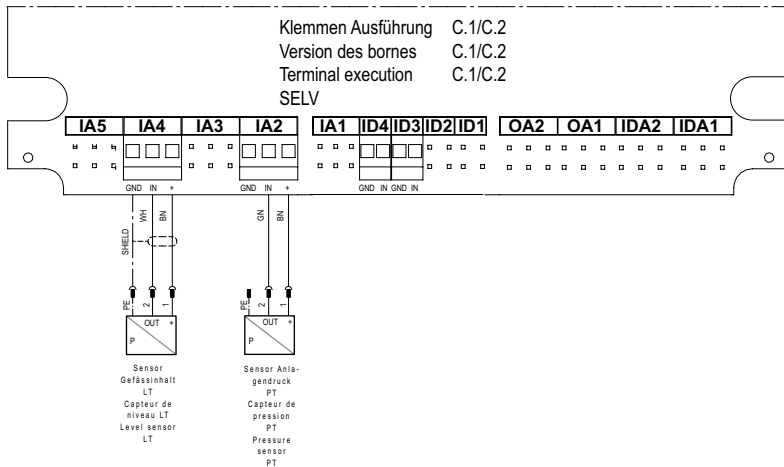 Klemmen Ausführung C.1/C.2
Version des bornes C.1/C.2
Terminal execution C.1/C.2
SELV
IA5 IA4 IA3 IA2 IA1 ID4 ID3 ID2 ID1 OA2 OA1 IDA2 IDA1
GND IN + GND IN + GND IN GND IN
SHIELD WH BN GN BN
PE 2 1 PE 2 1
OUT + OUT +
P P
Sensor
Gefässinhalt
LT
Capteur de
niveau LT
Level sensor
LT
Sensor Anla-
gendruck
PT
Capteur de
pression
PT
Pressure
sensor
PT